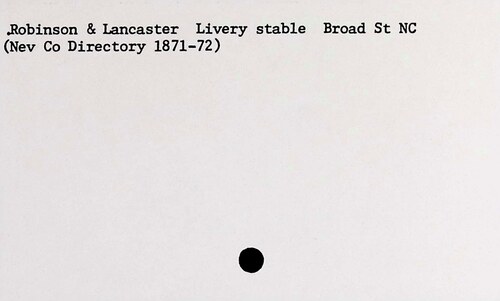 .Robinson & Lancaster  Livery stable  Broad St NC
(Nev Co Directory 1871-72)